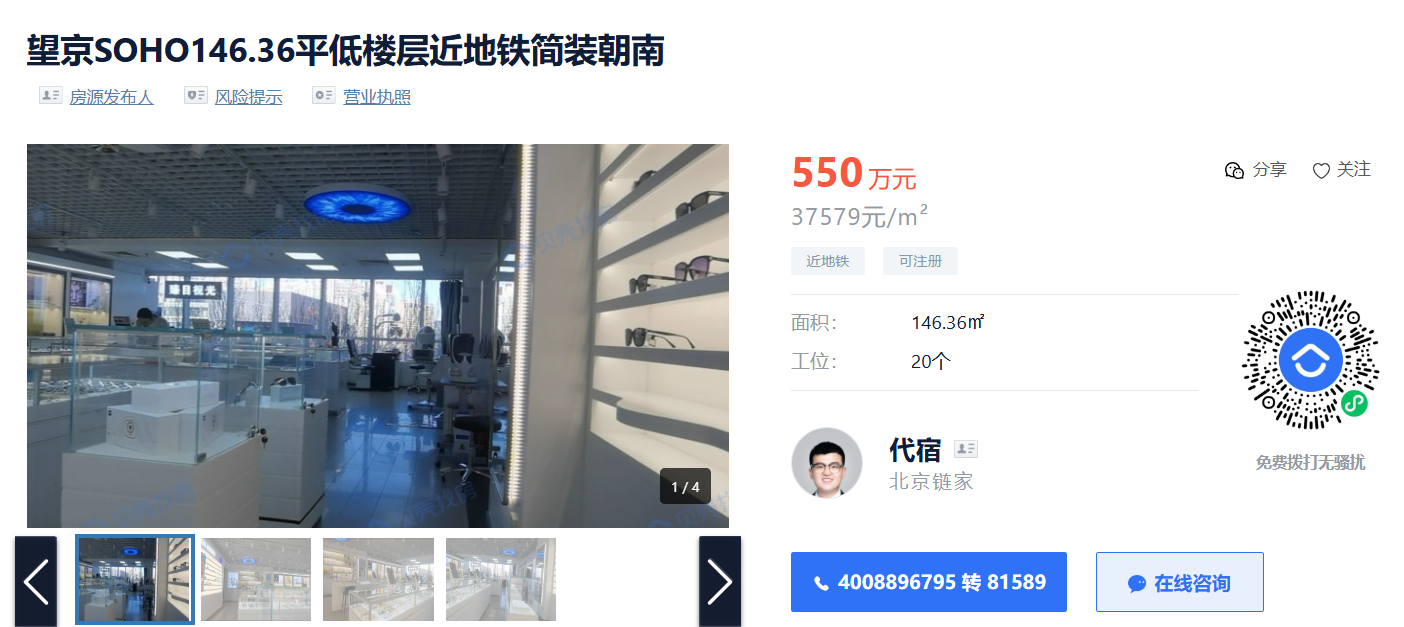 望京SOHO146.36平低楼层近地铁简装朝南
房源发布人 风险提示 营业执照
550万元
分享 关注
37579元/m²
近地铁 可注册
面积: 146.36㎡
工位: 20个
代宿
北京链家
免费拨打无骚扰
4008896795 转 81589
在线咨询
臻目视光
1 / 4